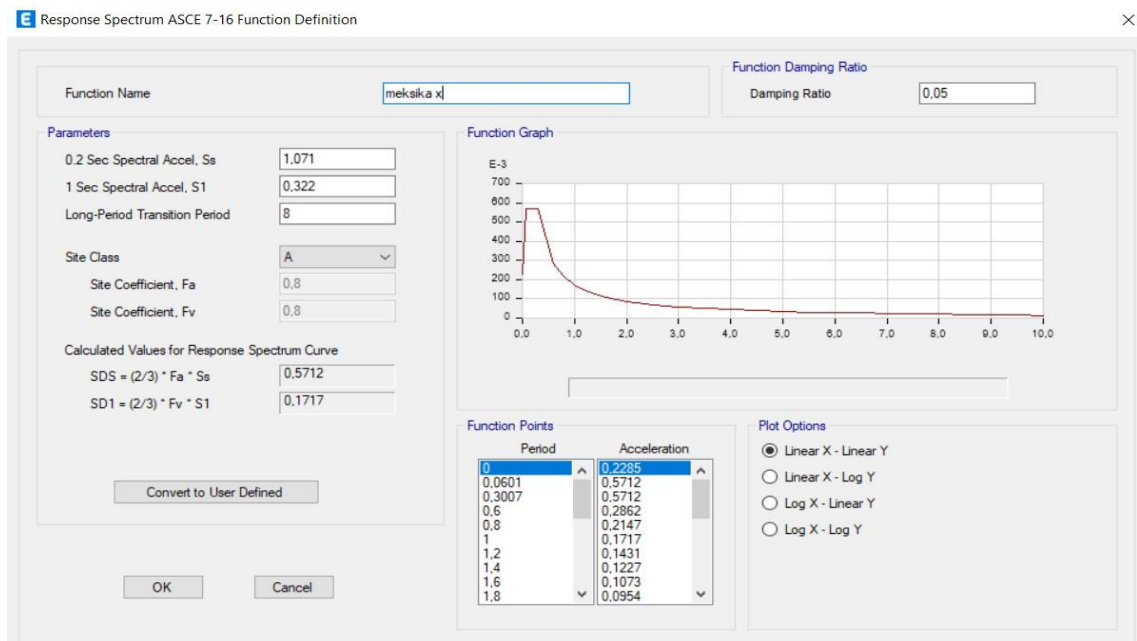 E Response Spectrum ASCE 7-16 Function Definition
Function Name meksika x
Function Damping Ratio
Damping Ratio 0,05
Parameters
0.2 Sec Spectral Accel, Ss 1,071
1 Sec Spectral Accel, S1 0,322
Long-Period Transition Period 8
Site Class A
Site Coefficient, Fa 0,8
Site Coefficient, Fv 0,8
Calculated Values for Response Spectrum Curve
SDS = (2/3) * Fa * Ss 0,5712
SD1 = (2/3) * Fv * S1 0,1717
Convert to User Defined
OK Cancel
Function Graph
E-3
700
600
500
400
300
200
100
0
0,0 1,0 2,0 3,0 4,0 5,0 6,0 7,0 8,0 9,0 10,0
Function Points
Period Acceleration
0 0,2285
0,0601 0,5712
0,3007 0,5712
0,6 0,2862
0,8 0,2147
1 0,1717
1,2 0,1431
1,4 0,1227
1,6 0,1073
1,8 0,0954
Plot Options
Linear X - Linear Y
Linear X - Log Y
Log X - Linear Y
Log X - Log Y